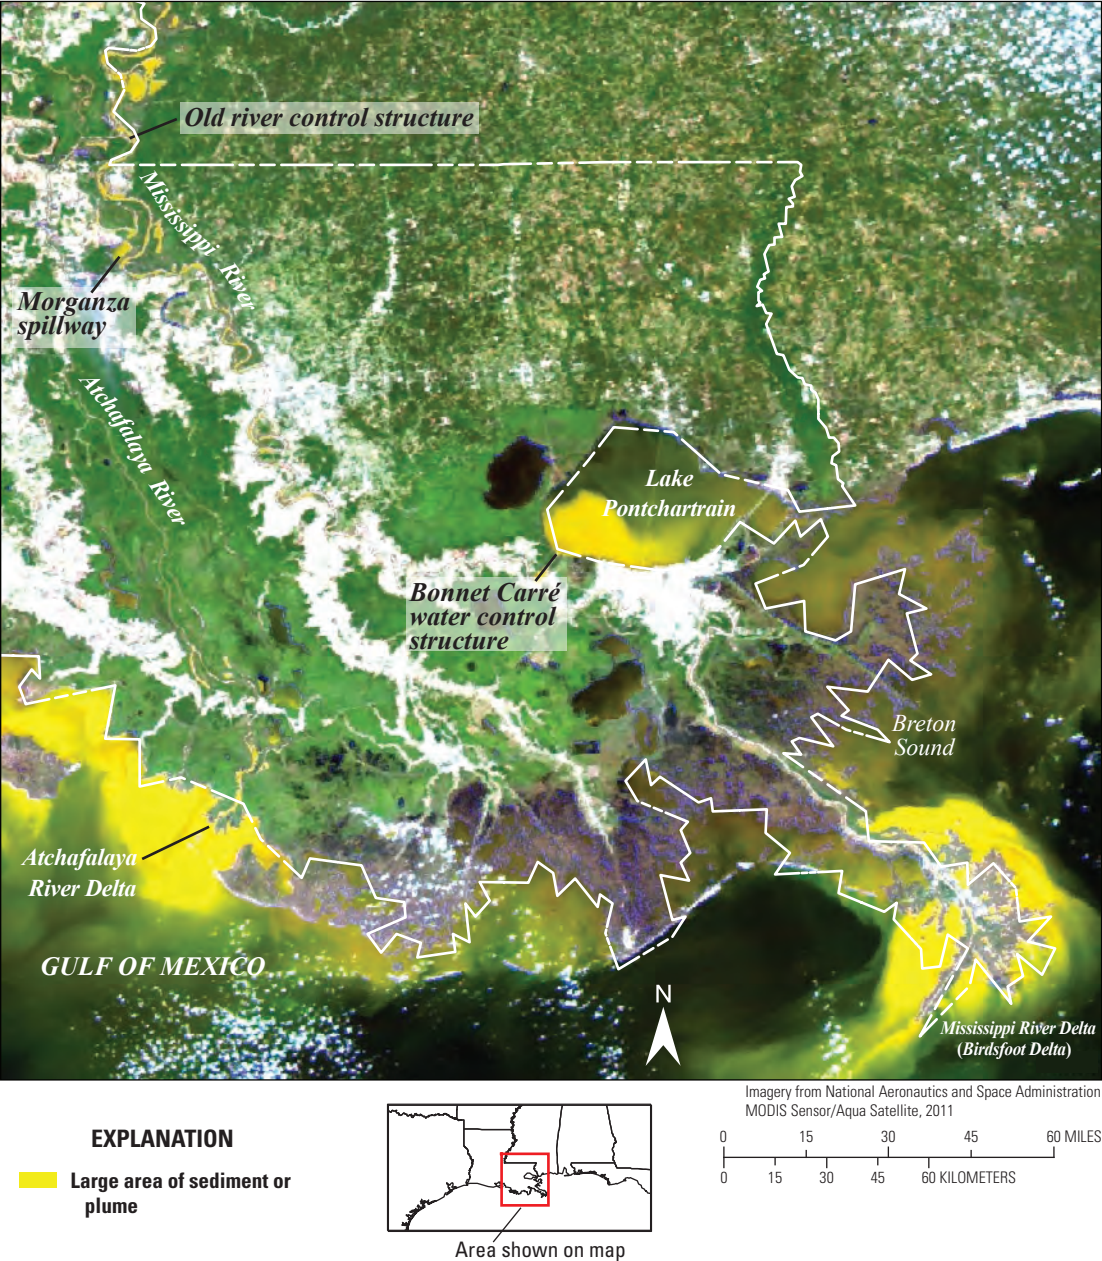 Old river control structure
Mississippi River
Morganza
spillway
Atchafalaya River
Lake
Pontchartrain
Bonnet Carré
water control
structure
Breton
Sound
Atchafalaya
River Delta
GULF OF MEXICO
N
Mississippi River Delta
(Birdsfoot Delta)
Imagery from National Aeronautics and Space Administration
MODIS Sensor/Aqua Satellite, 2011
EXPLANATION
Large area of sediment or
plume
Area shown on map
0 15 30 45 60 MILES
0 15 30 45 60 KILOMETERS